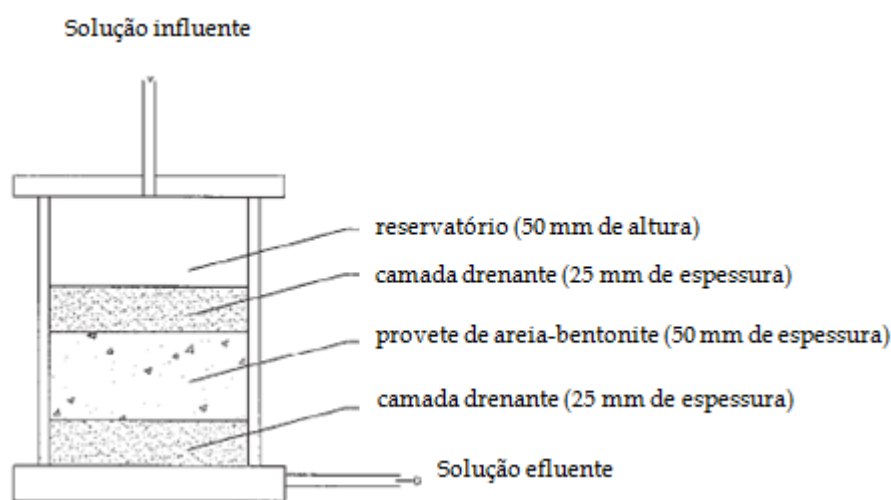 Solução influente
reservatório (50 mm de altura)
camada drenante (25 mm de espessura)
provete de areia-bentonite (50 mm de espessura)
camada drenante (25 mm de espessura)
Solução efluente